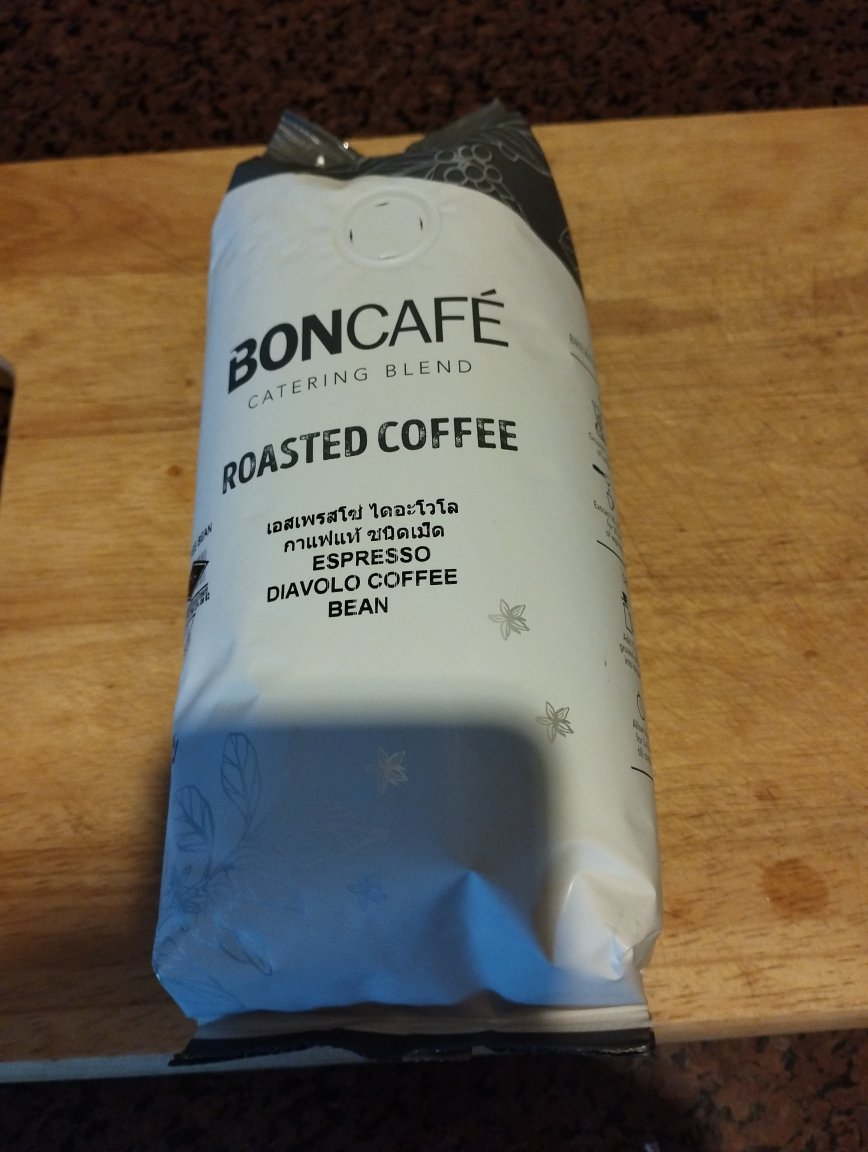 BONCAFÉ
CATERING BLEND
ROASTED COFFEE
เอสเพรสโซ่ ไดอะโวโล
กาแฟแท้ ชนิดเม็ด
ESPRESSO
DIAVOLO COFFEE
BEAN
BEAN